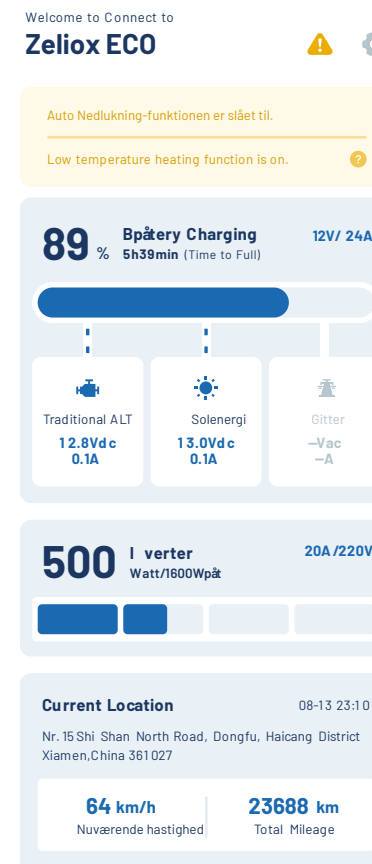 Welcome to Connect to
Zeliox ECO
Auto Nedlukning-funktionen er slået til.
Low temperature heating function is on.
?
89 % Bpåtery Charging 12V/ 24A
5h39min (Time to Full)
Traditional ALT Solenergi Gitter
12.8Vdc 13.0Vdc --Vac
0.1A 0.1A --A
500 I verter 20A/220V
Watt/1600Wpåt
Current Location 08-13 23:10
Nr. 15 Shi Shan North Road, Dongfu, Haicang District
Xiamen,China 361027
64 km/h 23688 km
Nuværende hastighed Total Mileage